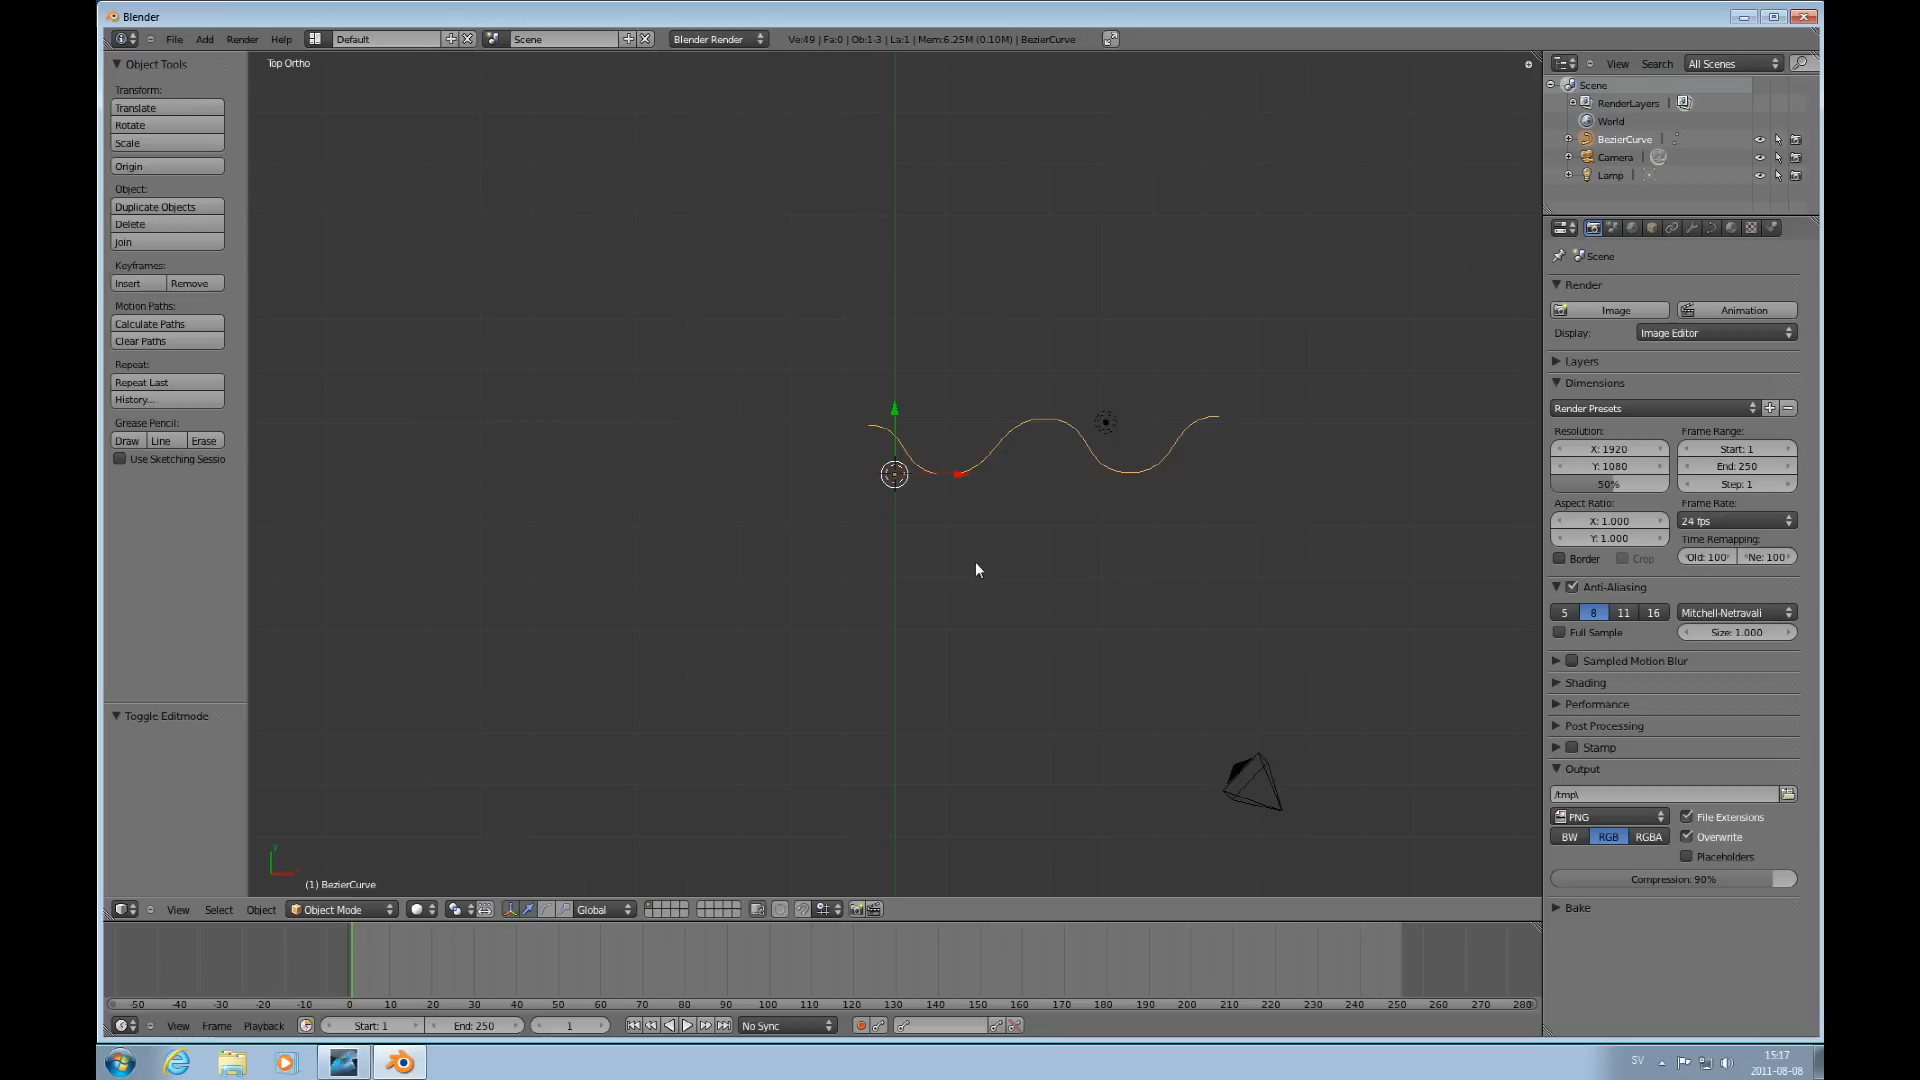 Blender
File Add Render Help Default Scene Blender Render Ve:49 | Fa:0 | Ob:1-3 | La:1 | Mem:6.25M (0.10M) | BezierCurve
Object Tools
Transform:
Translate
Rotate
Scale
Origin
Object:
Duplicate Objects
Delete
Join
Keyframes:
Insert Remove
Motion Paths:
Calculate Paths
Clear Paths
Repeat:
Repeat Last
History...
Grease Pencil:
Draw Line Erase
Use Sketching Sessio
Toggle Editmode
Top Ortho
y
(1) BezierCurve
View Select Object Object Mode Global
View Search All Scenes
Scene
RenderLayers
World
BezierCurve
Camera
Lamp
Scene
Render
Image Animation
Display: Image Editor
Layers
Dimensions
Render Presets
Resolution: Frame Range:
X: 1920 Start: 1
Y: 1080 End: 250
50% Step: 1
Aspect Ratio: Frame Rate:
X: 1.000 24 fps
Y: 1.000 Time Remapping:
Border Crop Old: 100 Ne: 100
Anti-Aliasing
5 8 11 16 Mitchell-Netravali
Full Sample Size: 1.000
Sampled Motion Blur
Shading
Performance
Post Processing
Stamp
Output
/tmp\
PNG File Extensions
BW RGB RGBA Overwrite
Placeholders
Compression: 90%
Bake
-50 -40 -30 -20 -10 0 10 20 30 40 50 60 70 80 90 100 110 120 130 140 150 160 170 180 190 200 210 220 230 240 250 260 270 280
View Frame Playback Start: 1 End: 250 1 No Sync
SV 15:17
2011-08-08